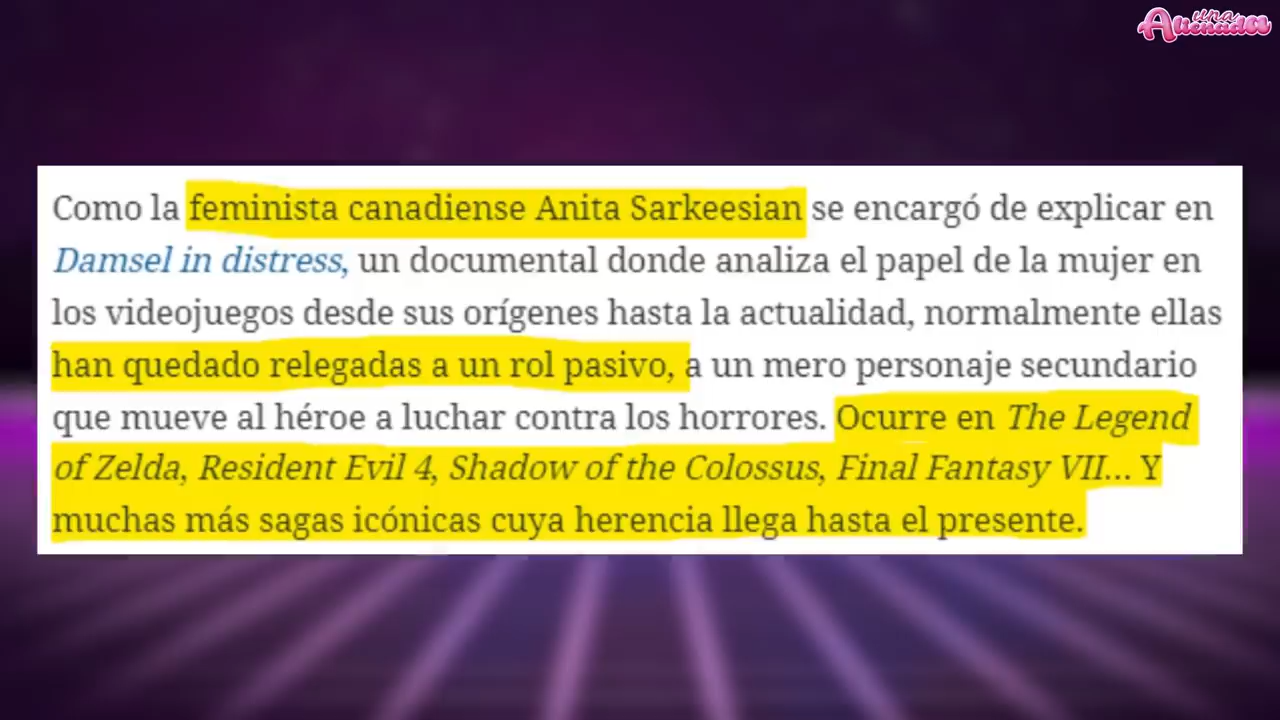 una
Alienada
Como la feminista canadiense Anita Sarkeesian se encargó de explicar en
Damsel in distress, un documental donde analiza el papel de la mujer en
los videojuegos desde sus orígenes hasta la actualidad, normalmente ellas
han quedado relegadas a un rol pasivo, a un mero personaje secundario
que mueve al héroe a luchar contra los horrores. Ocurre en The Legend
of Zelda, Resident Evil 4, Shadow of the Colossus, Final Fantasy VII... Y
muchas más sagas icónicas cuya herencia llega hasta el presente.